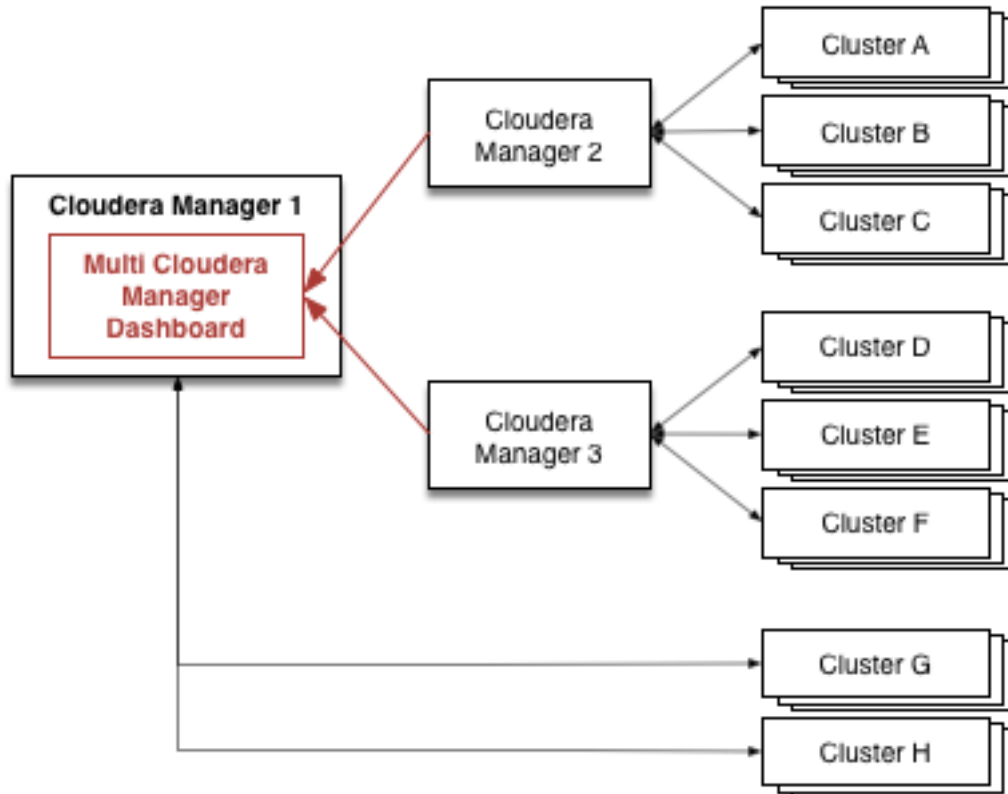 Cloudera Manager 1
Multi Cloudera
Manager
Dashboard
Cloudera
Manager 2
Cloudera
Manager 3
Cluster A
Cluster B
Cluster C
Cluster D
Cluster E
Cluster F
Cluster G
Cluster H